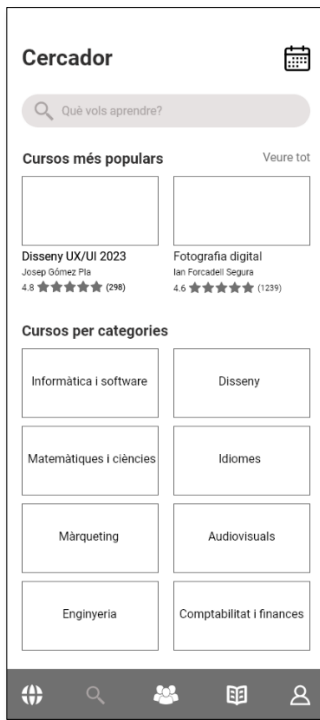 Cercador
Què vols aprendre?
Cursos més populars
Veure tot
Disseny UX/UI 2023
Josep Gómez Pla
4.8 (298)
Fotografia digital
Ian Forcadell Segura
4.6 (1239)
Cursos per categories
Informàtica i software
Disseny
Matemàtiques i ciències
Idiomes
Màrqueting
Audiovisuals
Enginyeria
Comptabilitat i finances